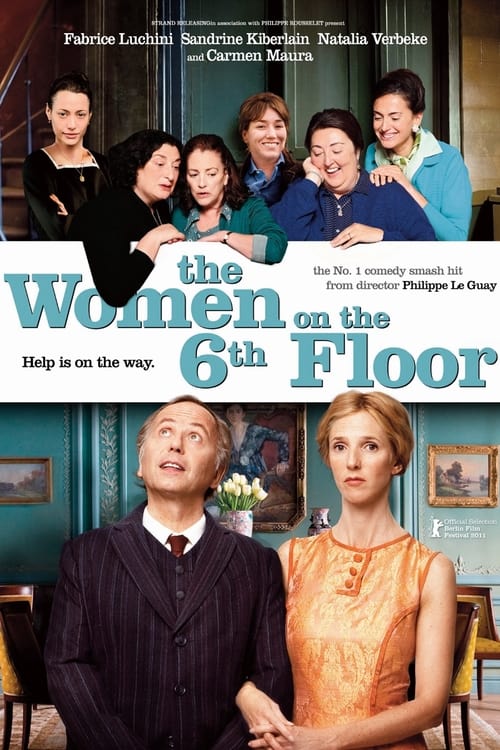 STRAND RELEASING in association with PHILIPPE ROUSSELET present
Fabrice Luchini Sandrine Kiberlain Natalia Verbeke
and Carmen Maura
the
Women on the
6th Floor
the No. 1 comedy smash hit
from director Philippe Le Guay
Help is on the way.
Official Selection
Berlin Film
Festival 2011